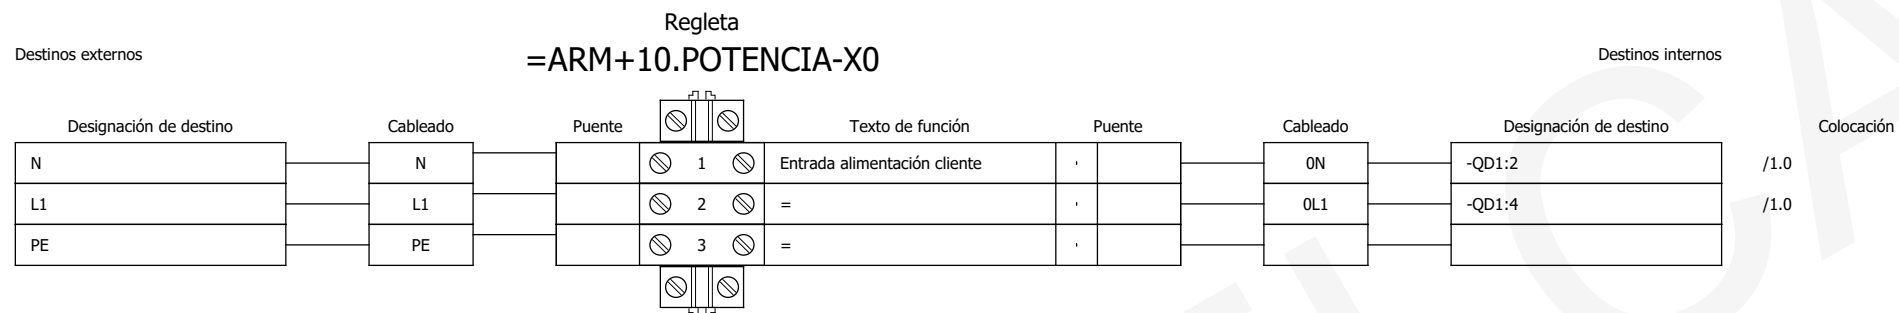 Regleta
Destinos externos =ARM+10.POTENCIA-X0 Destinos internos
Designación de destino Cableado Puente Texto de función Puente Cableado Designación de destino Colocación
N N 1 Entrada alimentación cliente 0N -QD1:2 /1.0
L1 L1 2 = 0L1 -QD1:4 /1.0
PE PE 3 =